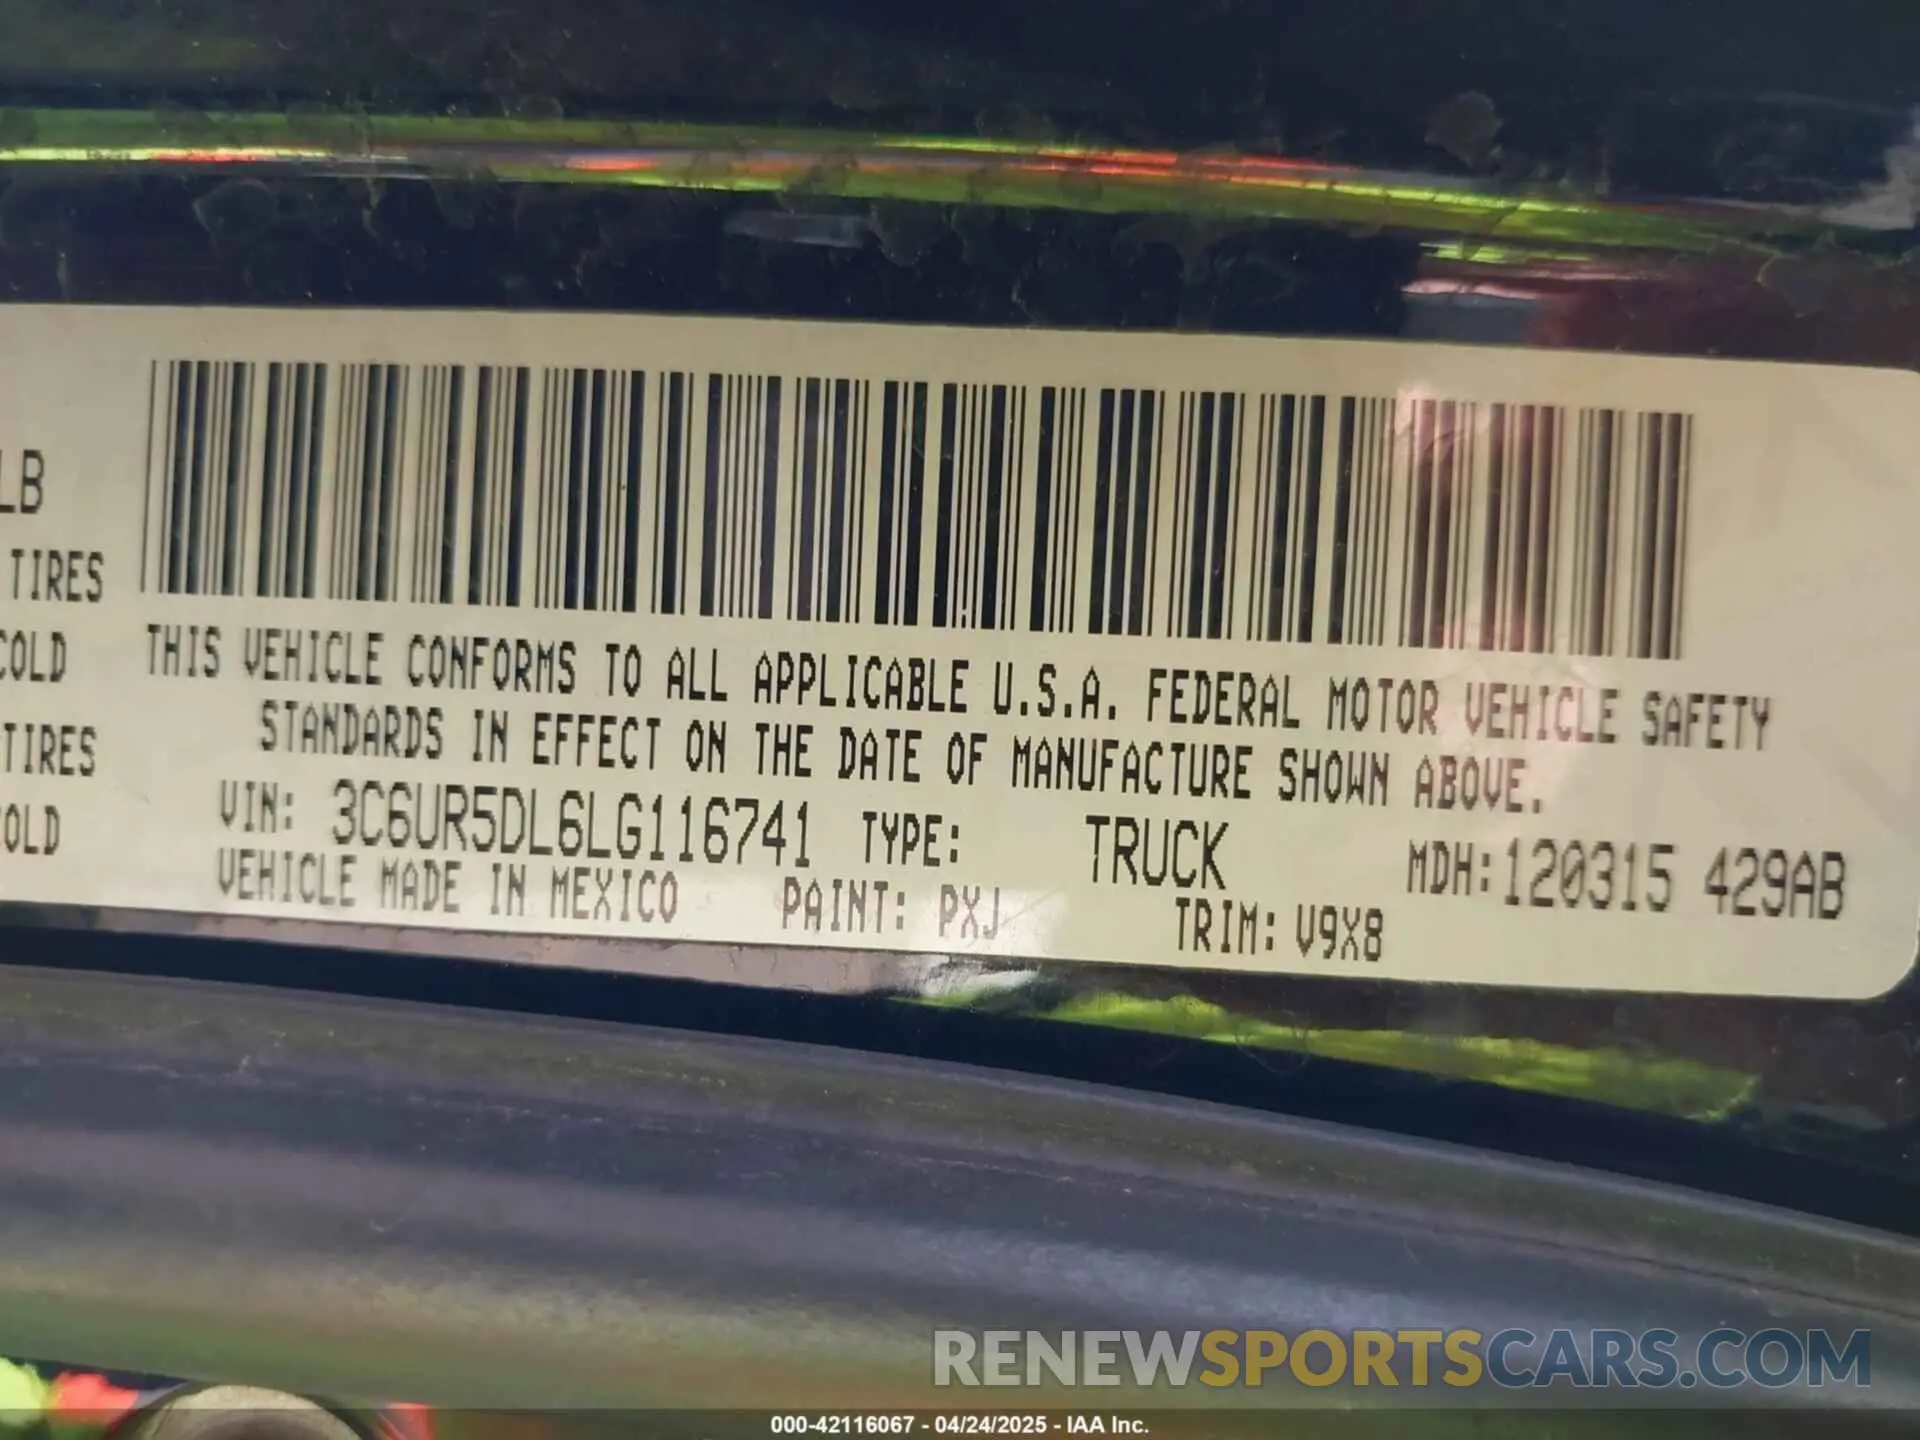 LB
TIRES
COLD
TIRES
COLD
THIS VEHICLE CONFORMS TO ALL APPLICABLE U.S.A. FEDERAL MOTOR VEHICLE SAFETY
STANDARDS IN EFFECT ON THE DATE OF MANUFACTURE SHOWN ABOVE.
VIN: 3C6UR5DL6LG116741 TYPE: TRUCK MDH:120315 429AB
VEHICLE MADE IN MEXICO PAINT: PXJ TRIM: V9X8
RENEWSPORTSCARS.COM
000-42116067 - 04/24/2025 - IAA Inc.